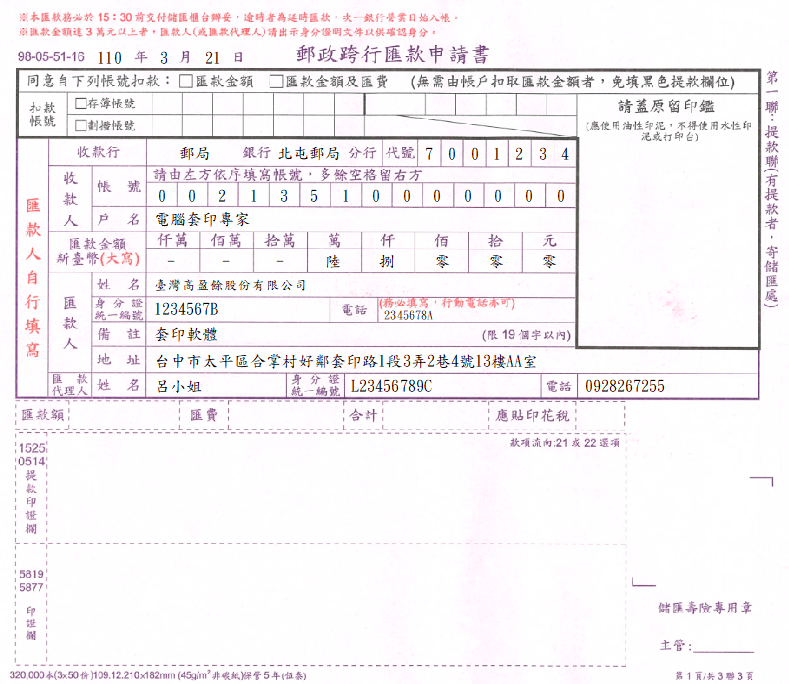 ※本匯款務必於15:30前交付儲匯櫃台辦妥,逾時者為延時匯款,次一銀行營業日始入帳。
※匯款金額達3萬元以上者,匯款人(或匯款代理人)請出示身分證明文件以供確認身分。
98-05-51-16 110 年 3 月 21 日 郵政跨行匯款申請書
同意自下列帳號扣款: □匯款金額 □匯款金額及匯費 (無需由帳戶扣取匯款金額者,免填黑色提款欄位)
扣款帳號 □存簿帳號
□劃撥帳號
請蓋原留印鑑
(應使用油性印泥,不得使用水性印泥或打印台)
第一聯:提款聯(有提款者,寄儲匯處)
匯款人自行填寫
收款行 郵局 銀行 北屯郵局 分行 代號 7 0 0 1 2 3 4
收款人 帳號 請由左方依序填寫帳號,多餘空格留右方
0 0 2 1 3 5 1 0 0 0 0 0 0 0
戶名 電腦套印專家
匯款金額 新臺幣(大寫) 仟萬 佰萬 拾萬 萬 仟 佰 拾 元
– – – 陸 捌 零 零 零
匯款人 姓名 臺灣高盈餘股份有限公司
身分證統一編號 1234567B 電話 (務必填寫,行動電話亦可)
2345678A
備註 套印軟體 (限19個字以內)
地址 台中市太平區合掌村好鄰套印路1段3弄2巷4號13樓AA室
匯款代理人 姓名 呂小姐 身分證統一編號 L23456789C 電話 0928267255
匯款額 匯費 合計 應貼印花稅
款項流向:21 或 22 選項
1525
0514
提款印證欄
5819
5877
印證欄
儲匯壽險專用章
主管:
320,000本(3x50份)109.12.210x182mm (45g/m²非碳紙)保管5年(伍泰)
第1頁/共3聯3頁